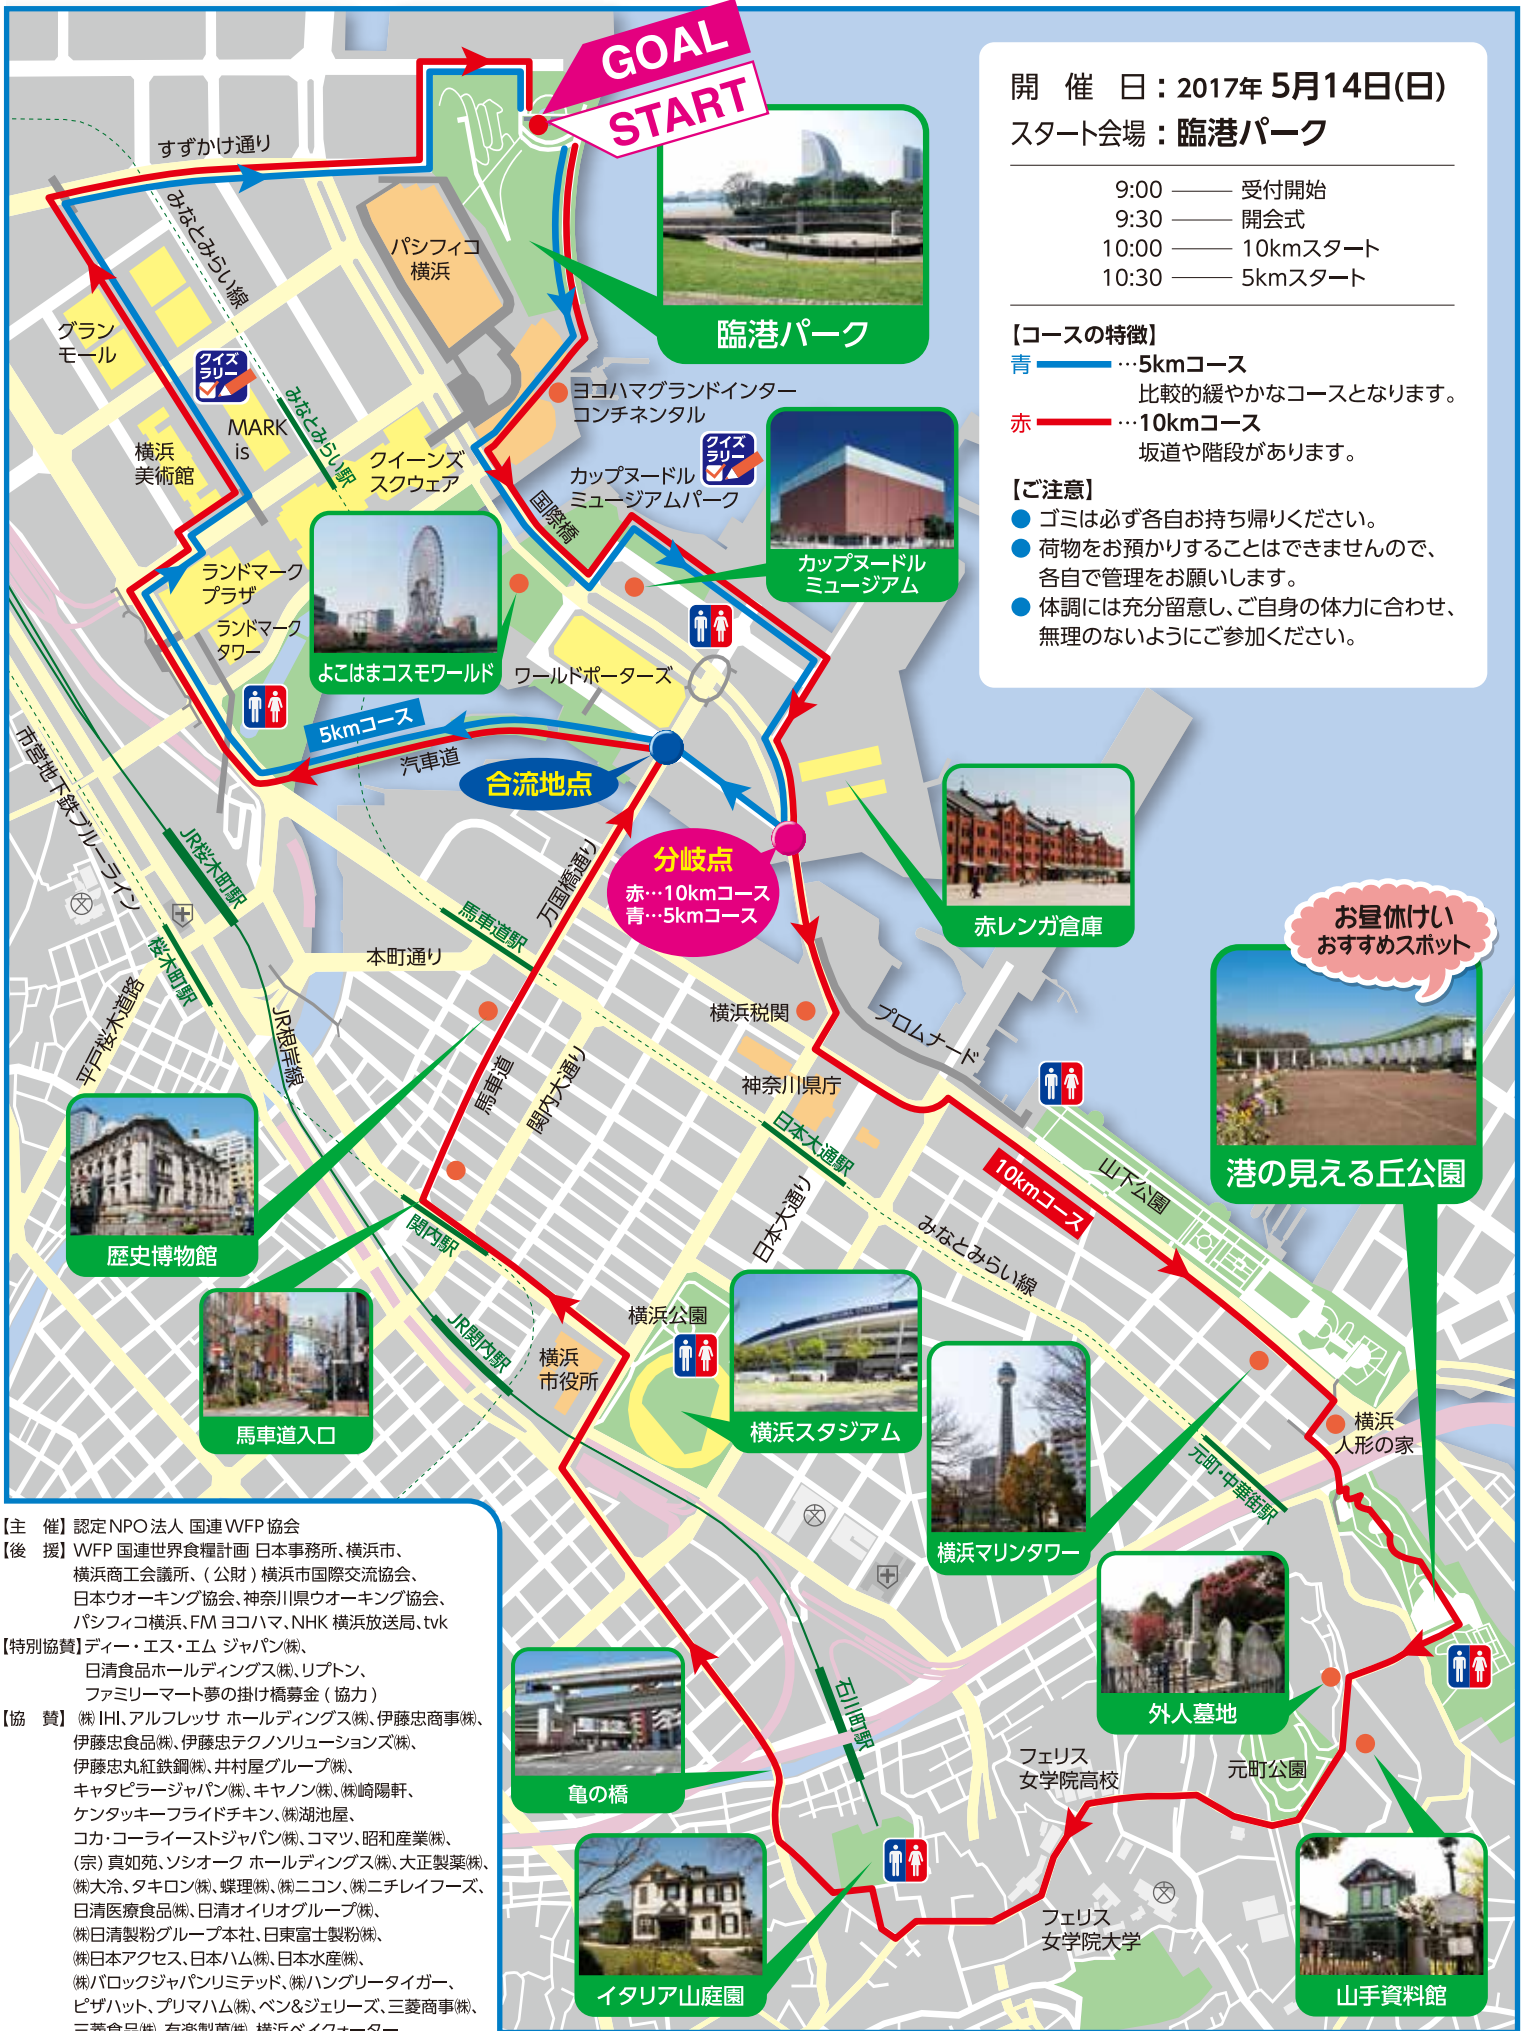 GOAL
START
開 催 日：2017年 5月14日(日)
スタート会場：臨港パーク
9:00 受付開始
9:30 開会式
10:00 10kmスタート
10:30 5kmスタート
【コースの特徴】
青 …5kmコース
比較的緩やかなコースとなります。
赤 …10kmコース
坂道や階段があります。
【ご注意】
● ゴミは必ず各自お持ち帰りください。
● 荷物をお預かりすることはできませんので、
各自で管理をお願いします。
● 体調には充分留意し、ご自身の体力に合わせ、
無理のないようにご参加ください。
すずかけ通り
みなとみらい線
パシフィコ
横浜
臨港パーク
グラン
モール
クイズ
ラリー
MARK
is
みなとみらい駅
ヨコハマグランドインター
コンチネンタル
横浜
美術館
クイーンズ
スクウェア
国際橋
カップヌードル
ミュージアムパーク
クイズ
ラリー
カップヌードル
ミュージアム
ランドマーク
プラザ
ランドマーク
タワー
よこはまコスモワールド
ワールドポーターズ
5kmコース
汽車道
合流地点
分岐点
赤…10kmコース
青…5kmコース
赤レンガ倉庫
市営地下鉄ブルーライン
JR桜木町駅
桜木町駅
平戸桜木道路
JR根岸線
本町通り
馬車道駅
万国橋通り
馬車道
関内大通り
横浜税関
プロムナード
神奈川県庁
日本大通駅
日本大通り
お昼休けい
おすすめスポット
港の見える丘公園
10kmコース
山下公園
みなとみらい線
歴史博物館
関内駅
馬車道入口
JR関内駅
横浜公園
横浜
市役所
横浜スタジアム
横浜マリンタワー
横浜
人形の家
元町・中華街駅
外人墓地
石川町駅
亀の橋
フェリス
女学院高校
元町公園
フェリス
女学院大学
イタリア山庭園
山手資料館
【主　催】認定NPO法人 国連WFP協会
【後　援】WFP 国連世界食糧計画 日本事務所、横浜市、
横浜商工会議所、(公財)横浜市国際交流協会、
日本ウオーキング協会、神奈川県ウオーキング協会、
パシフィコ横浜、FM ヨコハマ、NHK 横浜放送局、tvk
【特別協賛】ディー・エス・エム ジャパン㈱、
日清食品ホールディングス㈱、リプトン、
ファミリーマート夢の掛け橋募金(協力)
【協　賛】㈱IHI、アルフレッサ ホールディングス㈱、伊藤忠商事㈱、
伊藤忠食品㈱、伊藤忠テクノソリューションズ㈱、
伊藤忠丸紅鉄鋼㈱、井村屋グループ㈱、
キャタピラージャパン㈱、キヤノン㈱、㈱崎陽軒、
ケンタッキーフライドチキン、㈱湖池屋、
コカ・コーライーストジャパン㈱、コマツ、昭和産業㈱、
(宗)真如苑、ソシオーク ホールディングス㈱、大正製薬㈱、
㈱大冷、タキロン㈱、蝶理㈱、㈱ニコン、㈱ニチレイフーズ、
日清医療食品㈱、日清オイリオグループ㈱、
㈱日清製粉グループ本社、日東富士製粉㈱、
㈱日本アクセス、日本ハム㈱、日本水産㈱、
㈱バロックジャパンリミテッド、㈱ハングリータイガー、
ピザハット、プリマハム㈱、ベン&ジェリーズ、三菱商事㈱、
三菱食品㈱、有楽製菓㈱、横浜ベイクォーター